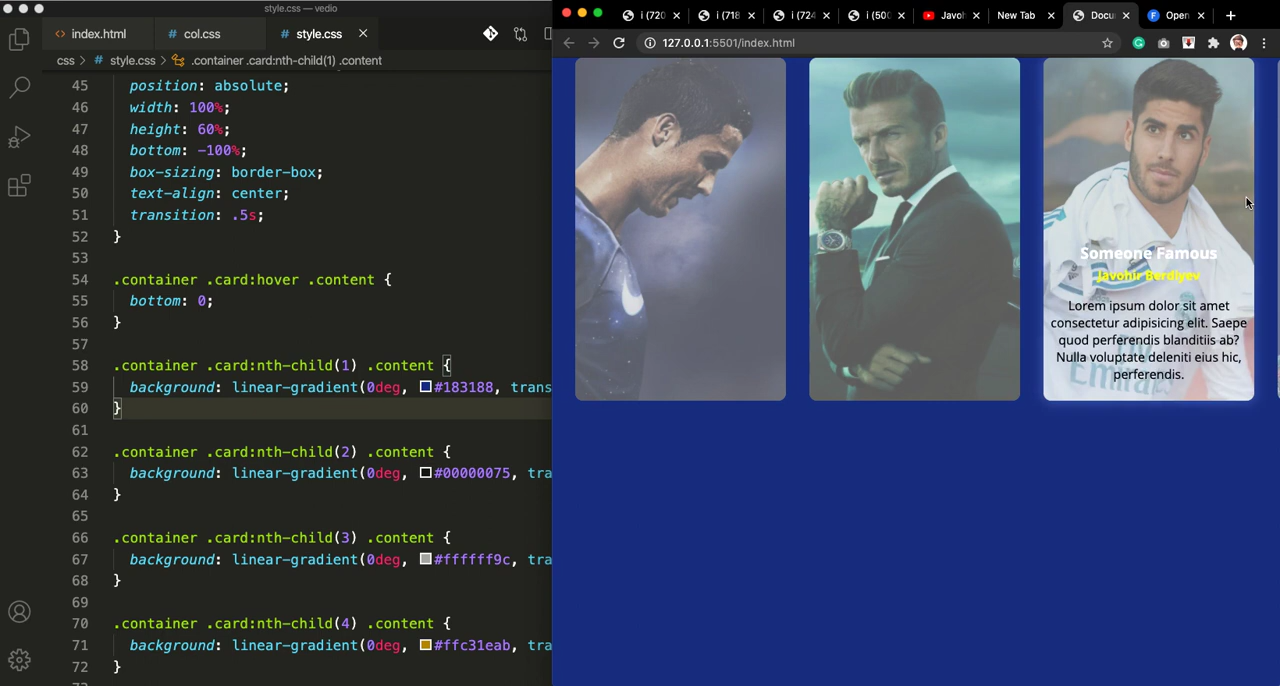 style.css — vedio
index.html
col.css
style.css
css
style.css
.container .card:nth-child(1) .content
45 position: absolute;
46 width: 100%;
47 height: 60%;
48 bottom: -100%;
49 box-sizing: border-box;
50 text-align: center;
51 transition: .5s;
52 }
53
54 .container .card:hover .content {
55 bottom: 0;
56 }
57
58 .container .card:nth-child(1) .content {
59 background: linear-gradient(0deg, #183188, trans
60 }
61
62 .container .card:nth-child(2) .content {
63 background: linear-gradient(0deg, #00000075, tra
64 }
65
66 .container .card:nth-child(3) .content {
67 background: linear-gradient(0deg, #ffffff9c, tra
68 }
69
70 .container .card:nth-child(4) .content {
71 background: linear-gradient(0deg, #ffc31eab, tra
72 }
i (720
i (718
i (724
i (500
Javoh
New Tab
Docu
Open
127.0.0.1:5501/index.html
Someone Famous
Javohir Berdiyev
Lorem ipsum dolor sit amet
consectetur adipisicing elit. Saepe
quod perferendis blanditiis ab?
Nulla voluptate deleniti eius hic,
perferendis.